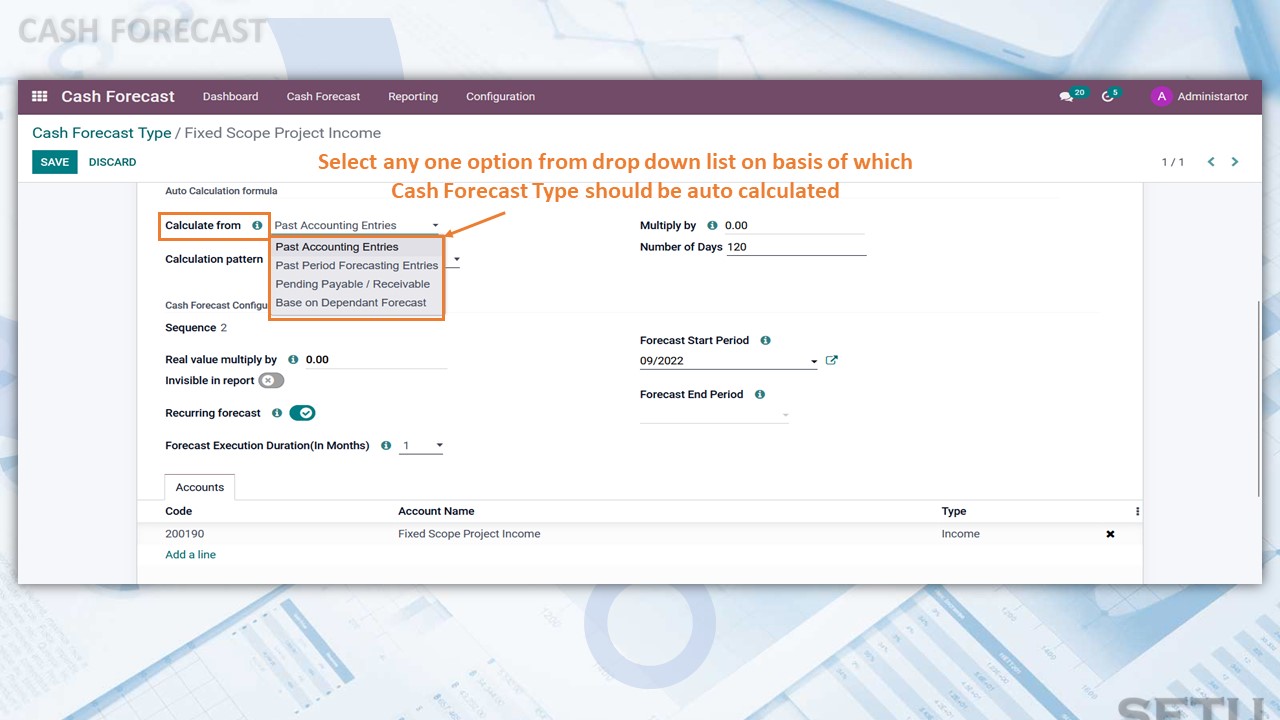 CASH FORECAST
Cash Forecast Dashboard Cash Forecast Reporting Configuration 20 5 A Administartor
Cash Forecast Type / Fixed Scope Project Income
SAVE DISCARD 1 / 1
Select any one option from drop down list on basis of which
Cash Forecast Type should be auto calculated
Auto Calculation formula
Calculate from Past Accounting Entries Multiply by 0.00
Past Accounting Entries Number of Days 120
Calculation pattern Past Period Forecasting Entries
Pending Payable / Receivable
Cash Forecast Configu Base on Dependant Forecast
Sequence 2
Forecast Start Period
Real value multiply by 0.00 09/2022
Invisible in report
Forecast End Period
Recurring forecast
Forecast Execution Duration(In Months) 1
Accounts
Code Account Name Type
200190 Fixed Scope Project Income Income
Add a line
SETU